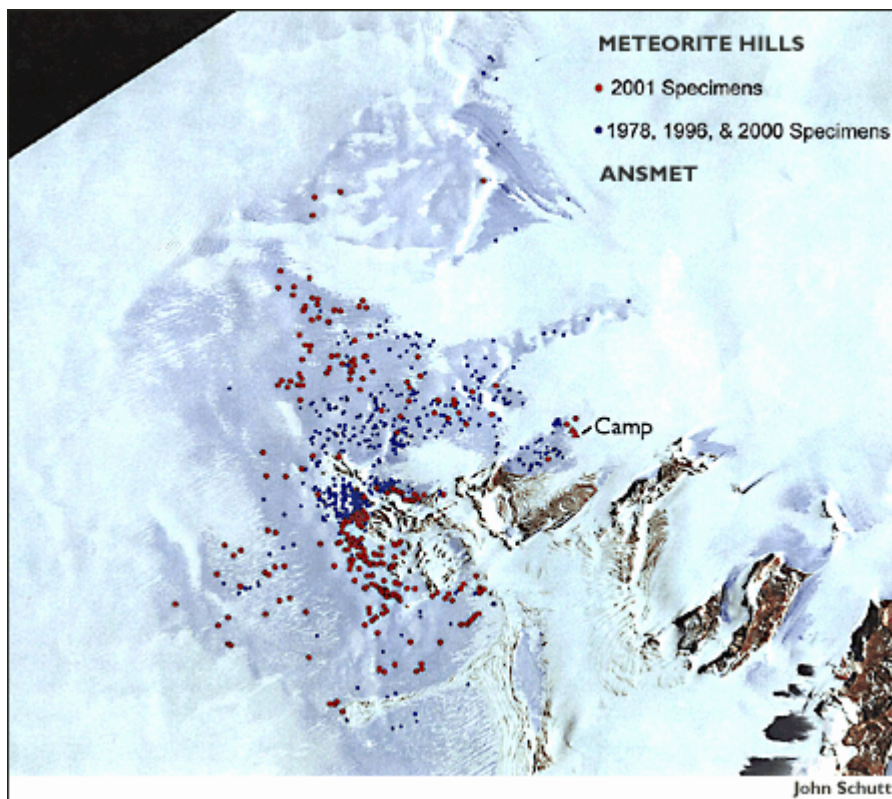 METEORITE HILLS
2001 Specimens
1978, 1996, & 2000 Specimens
ANSMET
Camp
John Schutt